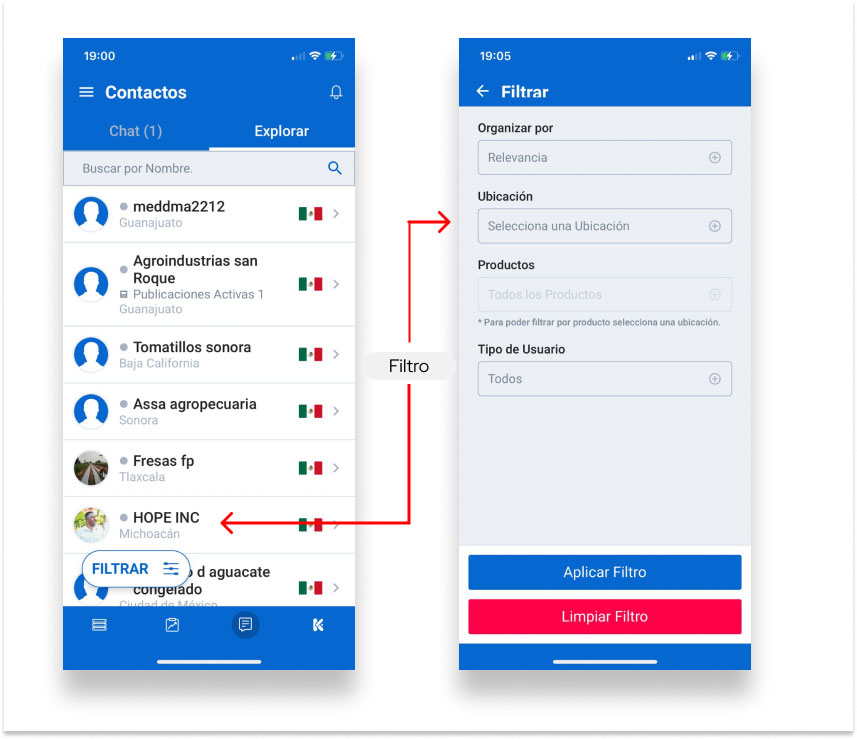 19:00
Contactos
Chat (1)
Explorar
Buscar por Nombre.
meddma2212
Guanajuato
Agroindustrias san
Roque
Publicaciones Activas 1
Guanajuato
Tomatillos sonora
Baja California
Assa agropecuaria
Sonora
Fresas fp
Tlaxcala
HOPE INC
Michoacán
FILTRAR
d aguacate
congelado
Ciudad de México
Filtro
19:05
Filtrar
Organizar por
Relevancia
Ubicación
Selecciona una Ubicación
Productos
Todos los Productos
* Para poder filtrar por producto selecciona una ubicación.
Tipo de Usuario
Todos
Aplicar Filtro
Limpiar Filtro